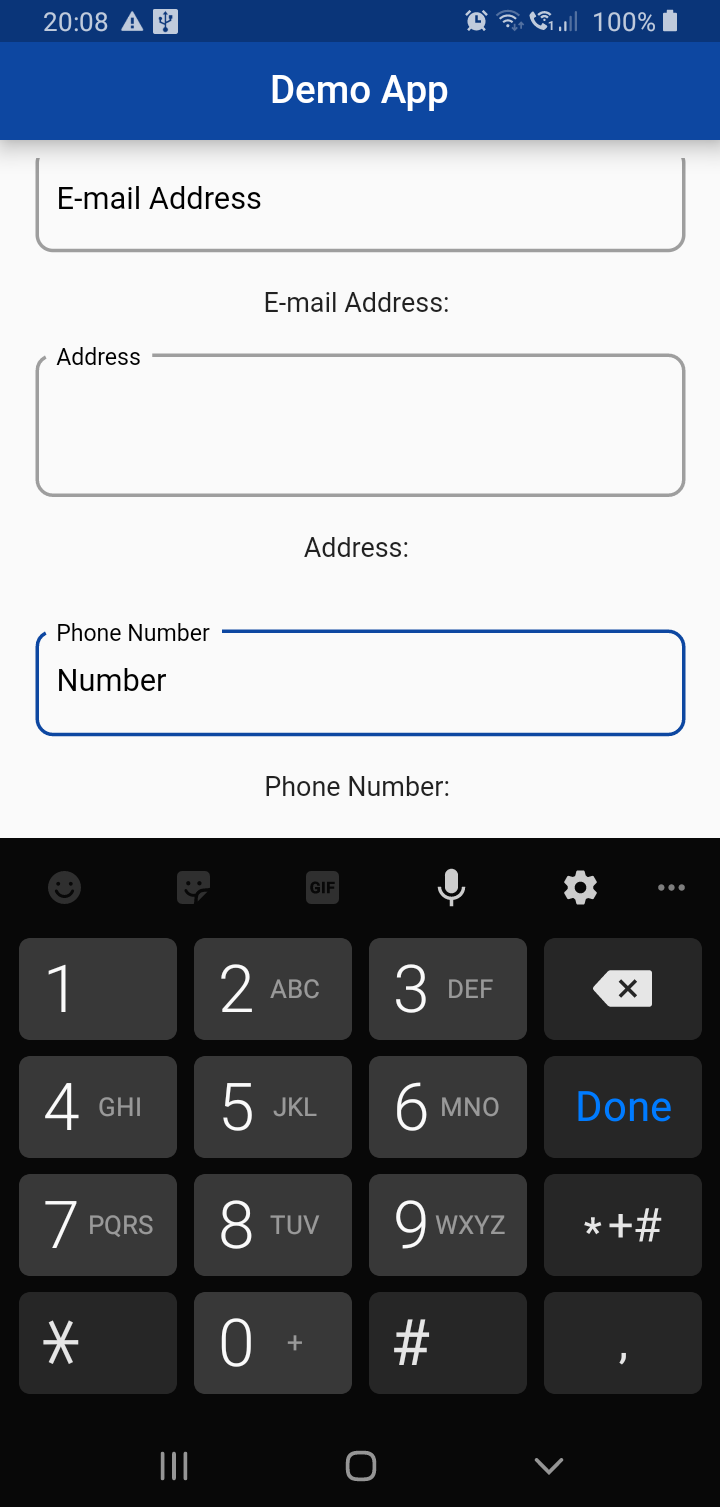 20:08 100%
Demo App
E-mail Address
E-mail Address:
Address
Address:
Phone Number
Number
Phone Number:
GIF
1 2 ABC 3 DEF
4 GHI 5 JKL 6 MNO Done
7 PQRS 8 TUV 9 WXYZ *+#
* 0 + # ,